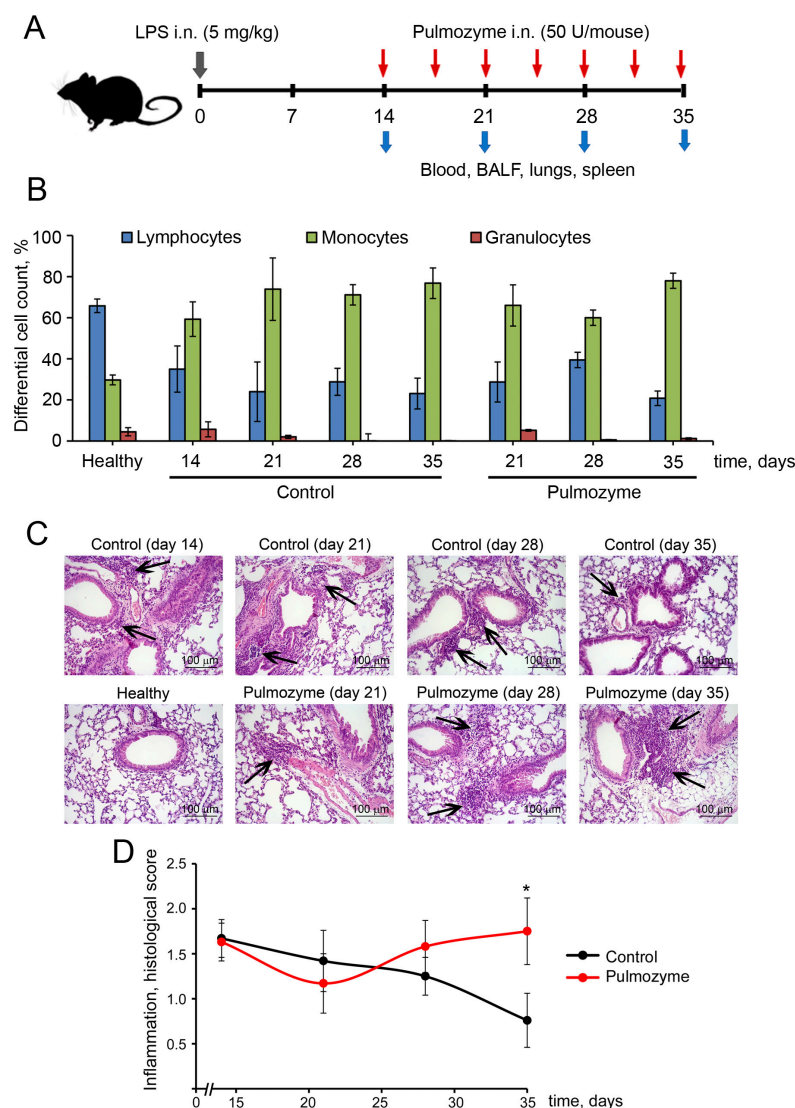 A
LPS i.n. (5 mg/kg)
Pulmozyme i.n. (50 U/mouse)
0 7 14 21 28 35
Blood, BALF, lungs, spleen
B
Differential cell count, %
100
80
60
40
20
0
Lymphocytes Monocytes Granulocytes
Healthy 14 21 28 35 21 28 35 time, days
Control Pulmozyme
C
Control (day 14) Control (day 21) Control (day 28) Control (day 35)
100 µm 100 µm 100 µm 100 µm
Healthy Pulmozyme (day 21) Pulmozyme (day 28) Pulmozyme (day 35)
100 µm 100 µm 100 µm 100 µm
D
Inflammation, histological score
2.5
2.0
1.5
1.0
0.5
*
Control
Pulmozyme
0 15 20 25 30 35 time, days